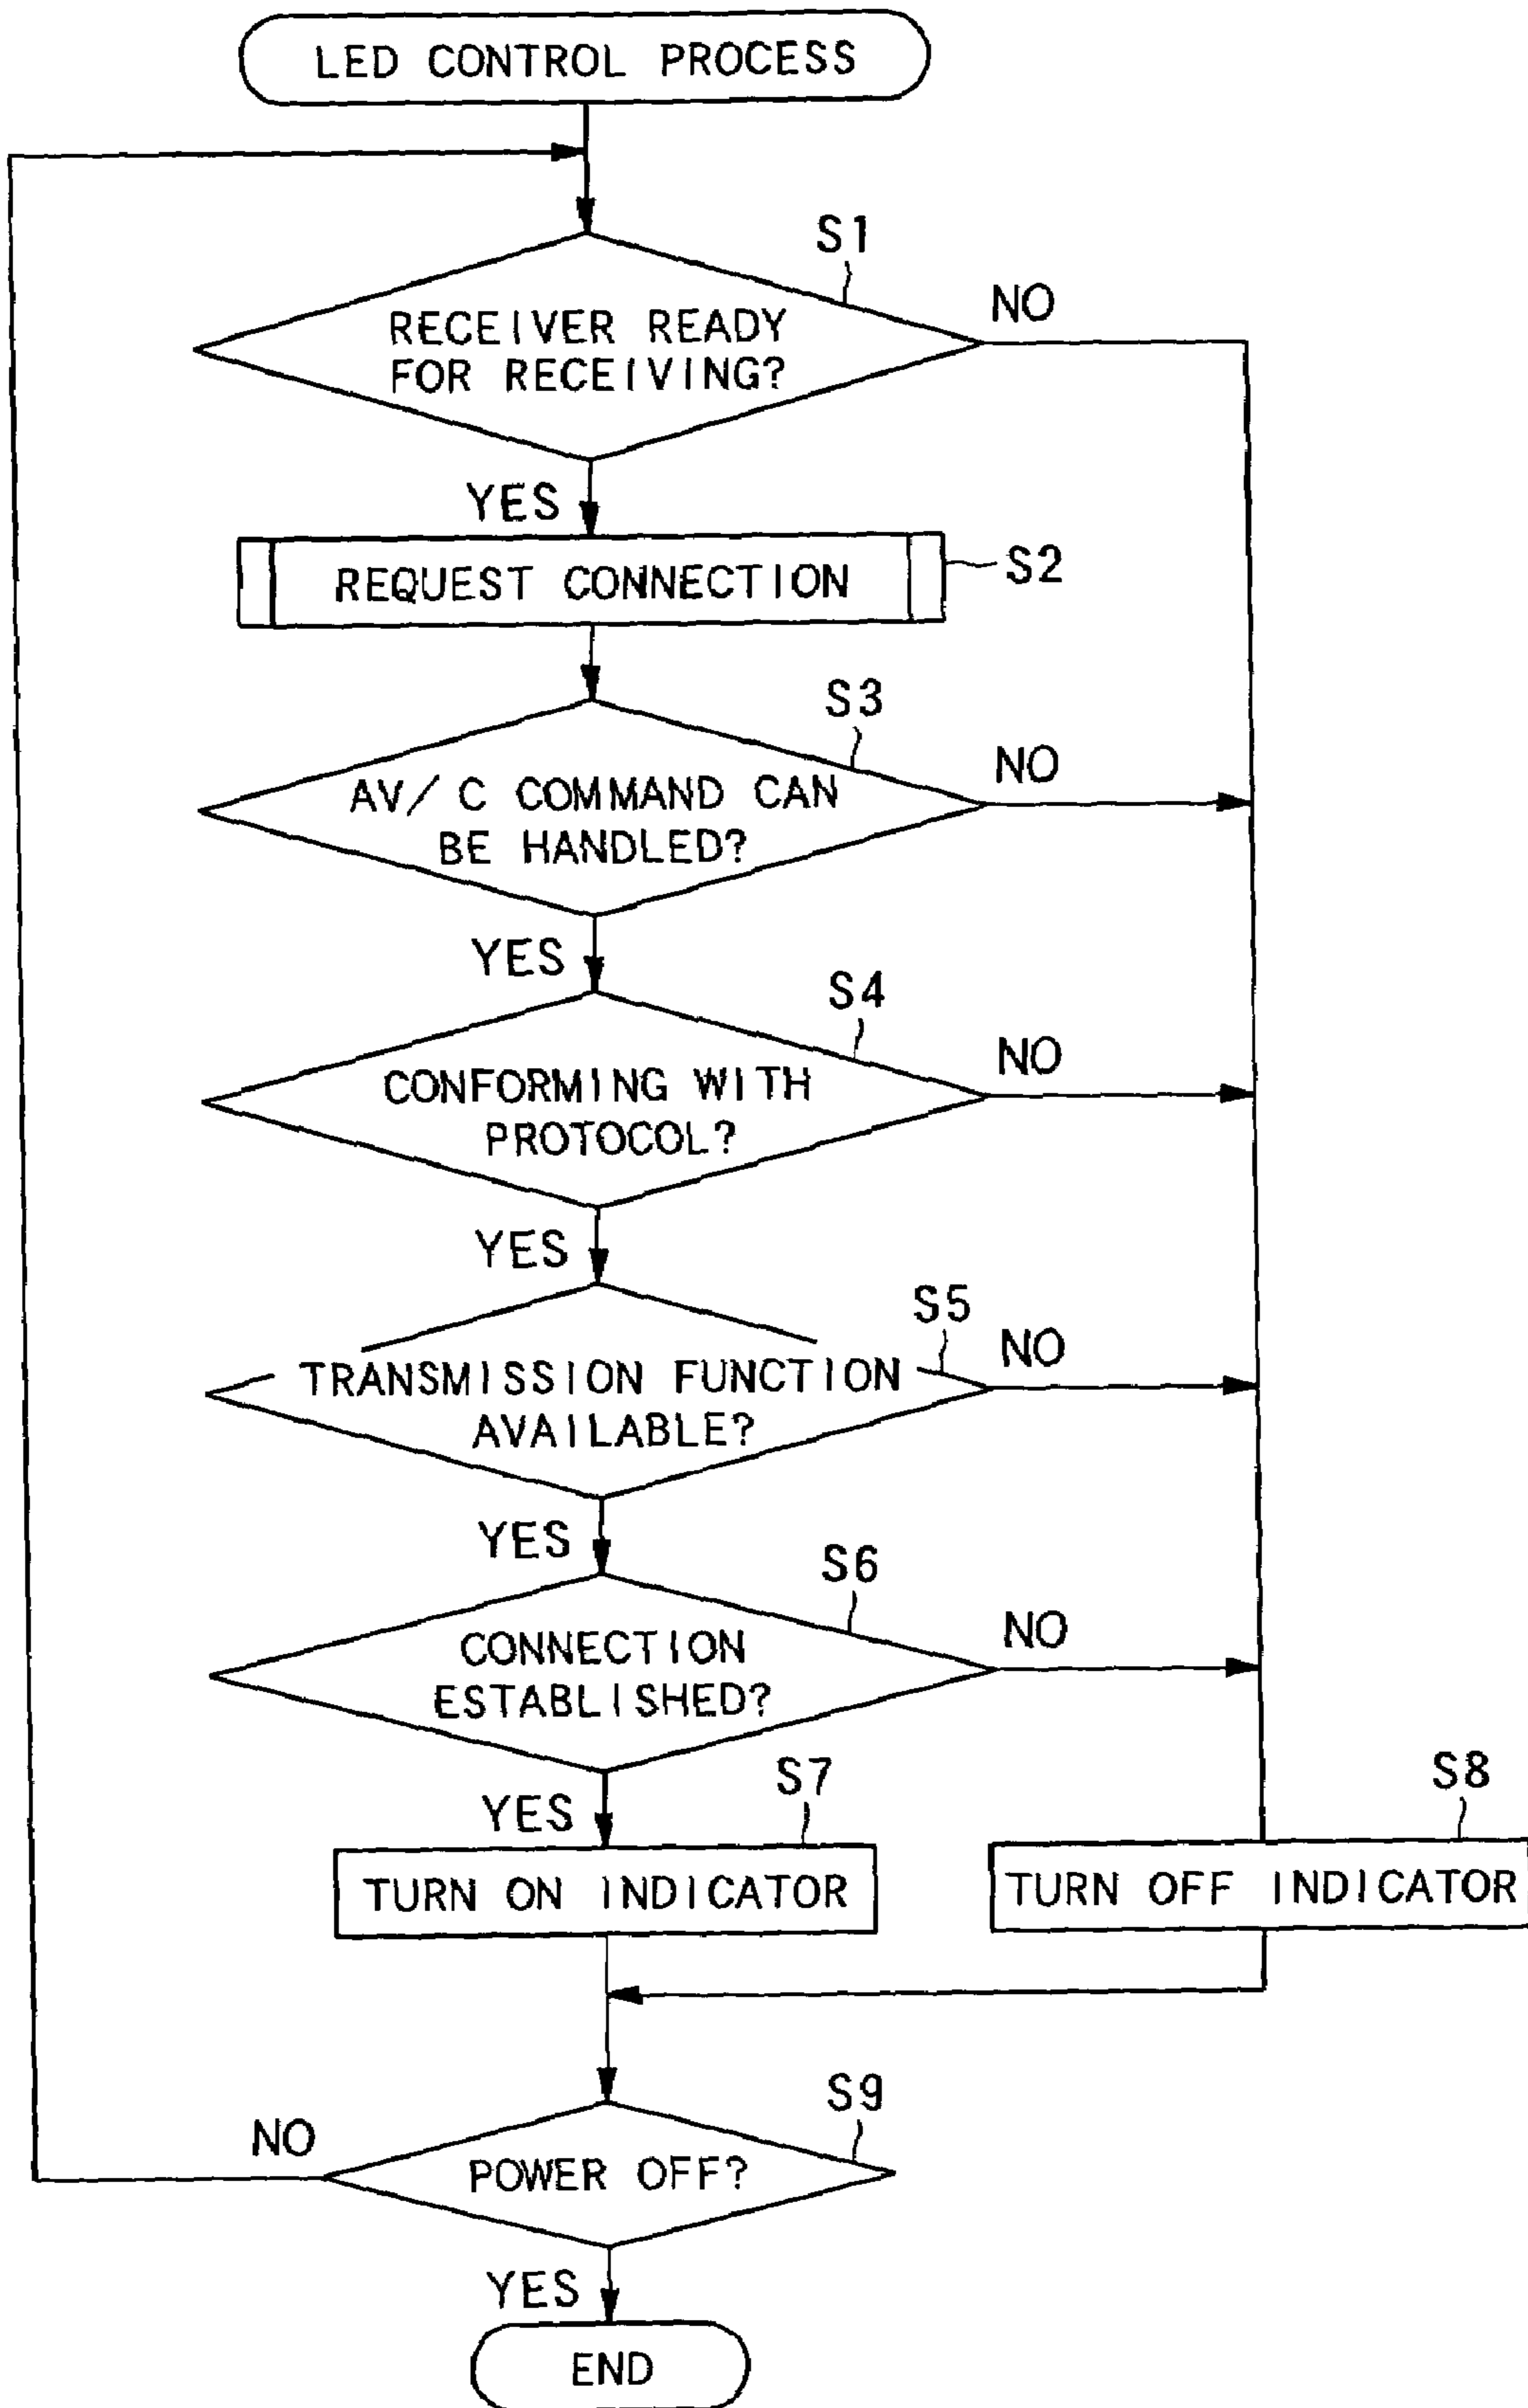 LED CONTROL PROCESS
S1
NO
RECEIVER READY
FOR RECEIVING?
YES
REQUEST CONNECTION
S2
S3
NO
AV/C COMMAND CAN
BE HANDLED?
YES
S4
NO
CONFORMING WITH
PROTOCOL?
YES
S5
NO
TRANSMISSION FUNCTION
AVAILABLE?
YES
S6
NO
CONNECTION
ESTABLISHED?
YES
S7
S8
TURN ON INDICATOR
TURN OFF INDICATOR
S9
NO
POWER OFF?
YES
END